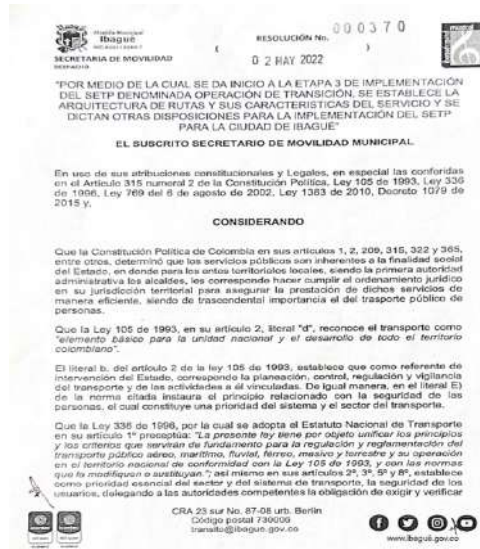 Alcaldía Municipal
Ibagué
SECRETARIA DE MOVILIDAD
DESPACHO
RESOLUCIÓN No. 000370
( 02 MAY 2022 )
"POR MEDIO DE LA CUAL SE DA INICIO A LA ETAPA 3 DE IMPLEMENTACIÓN
DEL SETP DENOMINADA OPERACIÓN DE TRANSICIÓN, SE ESTABLECE LA
ARQUITECTURA DE RUTAS Y SUS CARACTERISTICAS DEL SERVICIO Y SE
DICTAN OTRAS DISPOSICIONES PARA LA IMPLEMENTACIÓN DEL SETP
PARA LA CIUDAD DE IBAGUÉ"
EL SUSCRITO SECRETARIO DE MOVILIDAD MUNICIPAL
En uso de sus atribuciones constitucionales y Legales, en especial las conferidas
en el Artículo 315 numeral 2 de la Constitución Política, Ley 105 de 1993, Ley 336
de 1996, Ley 769 del 6 de agosto de 2002, Ley 1383 de 2010, Decreto 1079 de
2015 y,
CONSIDERANDO
Que la Constitución Política de Colombia en sus artículos 1, 2, 209, 315, 322 y 365,
entre otros, determinó que los servicios públicos son inherentes a la finalidad social
del Estado, en donde para los entes territoriales locales, siendo la primera autoridad
administrativa los alcaldes, les corresponde hacer cumplir el ordenamiento jurídico
en su jurisdicción territorial para asegurar la prestación de dichos servicios de
manera eficiente, siendo de trascendental importancia el del trasporte público de
personas.
Que la Ley 105 de 1993, en su artículo 2, literal "d", reconoce el transporte como
"elemento básico para la unidad nacional y el desarrollo de todo el territorio
colombiano".
El literal b. del artículo 2 de la ley 105 de 1993, establece que como referente de
intervención del Estado, corresponde la planeación, control, regulación y vigilancia
del transporte y de las actividades a él vinculadas. De igual manera, en el literal E)
de la norma citada instaura el principio relacionado con la seguridad de las
personas, el cual constituye una prioridad del sistema y el sector del transporte.
Que la Ley 336 de 1996, por la cual se adopta el Estatuto Nacional de Transporte
en su artículo 1º preceptúa: "La presente ley tiene por objeto unificar los principios
y los criterios que servirán de fundamento para la regulación y reglamentación del
transporte público aéreo, marítimo, fluvial, férreo, masivo y terrestre y su operación
en el territorio nacional de conformidad con la Ley 105 de 1993, y con las normas
que la modifiquen o sustituyan."; así mismo en sus artículos 2º, 3º, 5º y 8º, establece
como prioridad esencial del sector y del sistema de transporte, la seguridad de los
usuarios, delegando a las autoridades competentes la obligación de exigir y verificar
CRA 23 sur No. 87-08 urb. Berlin
Código postal 730006
transito@ibague.gov.co
www.ibagué.gov.co